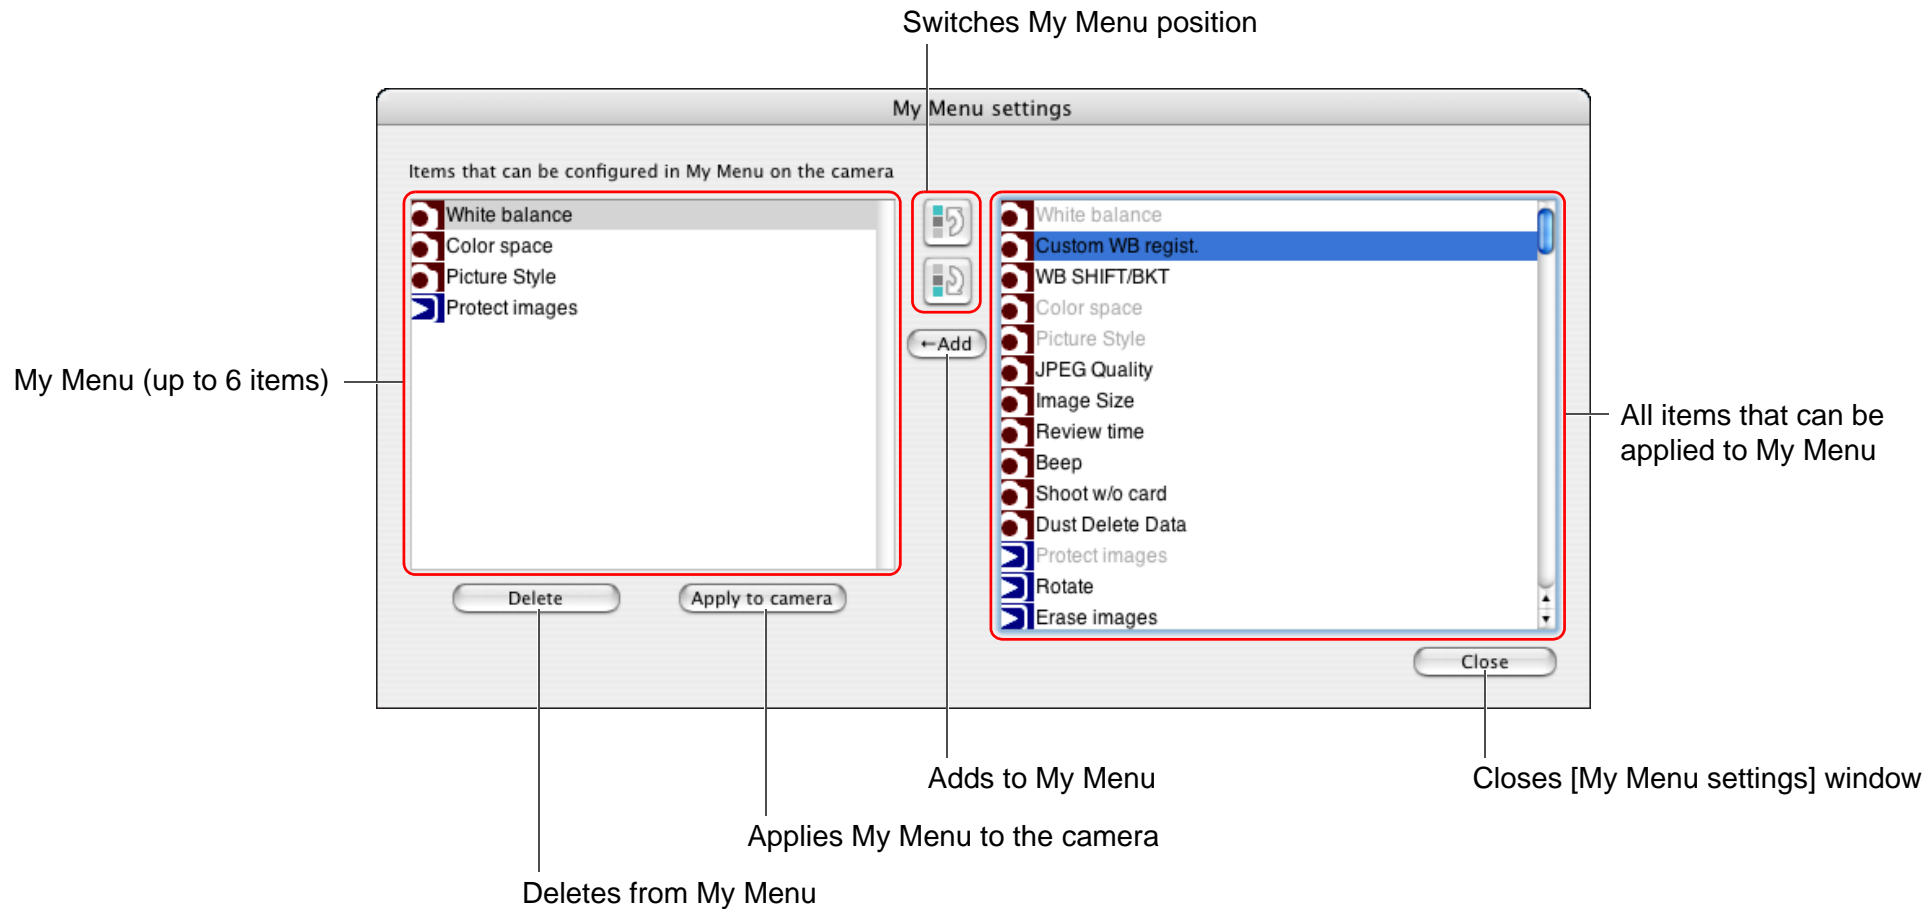 Switches My Menu position
My Menu settings
Items that can be configured in My Menu on the camera
White balance
Color space
Picture Style
Protect images
←Add
White balance
Custom WB regist.
WB SHIFT/BKT
Color space
Picture Style
JPEG Quality
Image Size
Review time
Beep
Shoot w/o card
Dust Delete Data
Protect images
Rotate
Erase images
My Menu (up to 6 items)
All items that can be
applied to My Menu
Delete
Apply to camera
Close
Adds to My Menu
Closes [My Menu settings] window
Applies My Menu to the camera
Deletes from My Menu